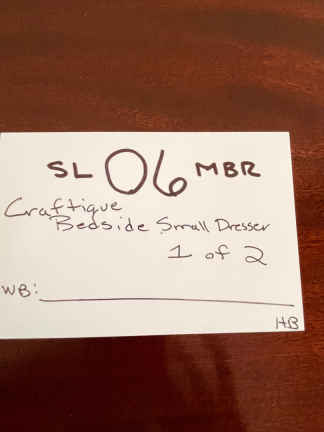 SL 06 MBR
Craftique
Bedside Small Dresser
1 of 2
WB:
HB